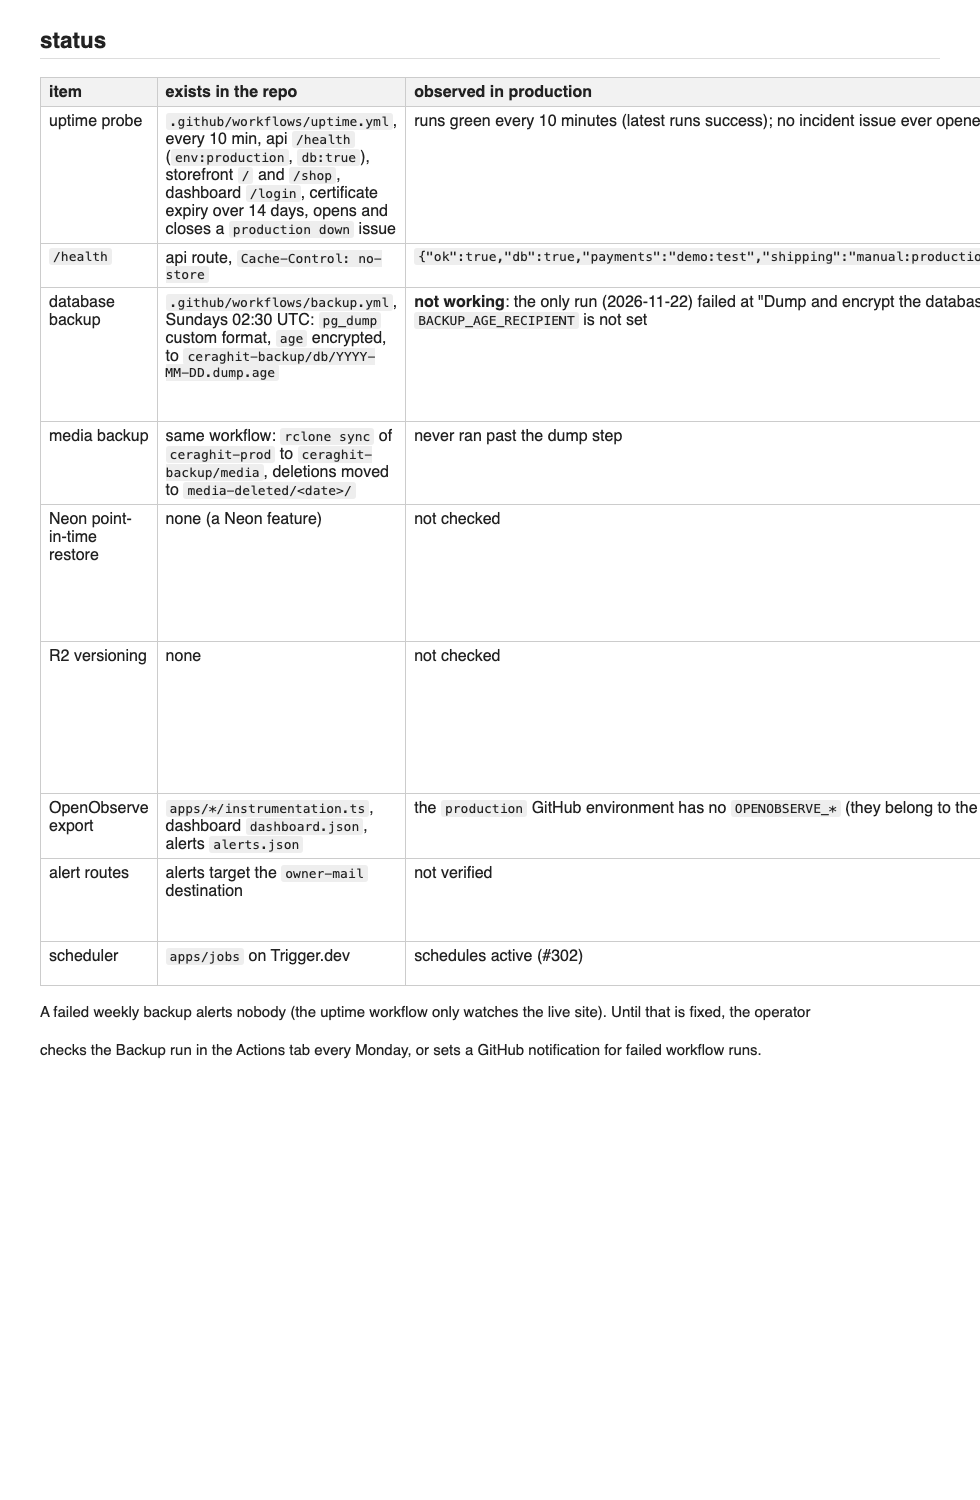 status
item
exists in the repo
observed in production
uptime probe
.github/workflows/uptime.yml,
every 10 min, api /health
(env:production, db:true),
storefront / and /shop,
dashboard /login, certificate
expiry over 14 days, opens and
closes a production down issue
runs green every 10 minutes (latest runs success); no incident issue ever opene
/health
api route, Cache-Control: no-
store
{"ok":true,"db":true,"payments":"demo:test","shipping":"manual:productio
database
backup
.github/workflows/backup.yml,
Sundays 02:30 UTC: pg_dump
custom format, age encrypted,
to ceraghit-backup/db/YYYY-
MM-DD.dump.age
not working: the only run (2026-11-22) failed at "Dump and encrypt the databas
BACKUP_AGE_RECIPIENT is not set
media backup
same workflow: rclone sync of
ceraghit-prod to ceraghit-
backup/media, deletions moved
to media-deleted/<date>/
never ran past the dump step
Neon point-
in-time
restore
none (a Neon feature)
not checked
R2 versioning
none
not checked
OpenObserve
export
apps/*/instrumentation.ts,
dashboard dashboard.json,
alerts alerts.json
the production GitHub environment has no OPENOBSERVE_* (they belong to the
alert routes
alerts target the owner-mail
destination
not verified
scheduler
apps/jobs on Trigger.dev
schedules active (#302)
A failed weekly backup alerts nobody (the uptime workflow only watches the live site). Until that is fixed, the operator
checks the Backup run in the Actions tab every Monday, or sets a GitHub notification for failed workflow runs.